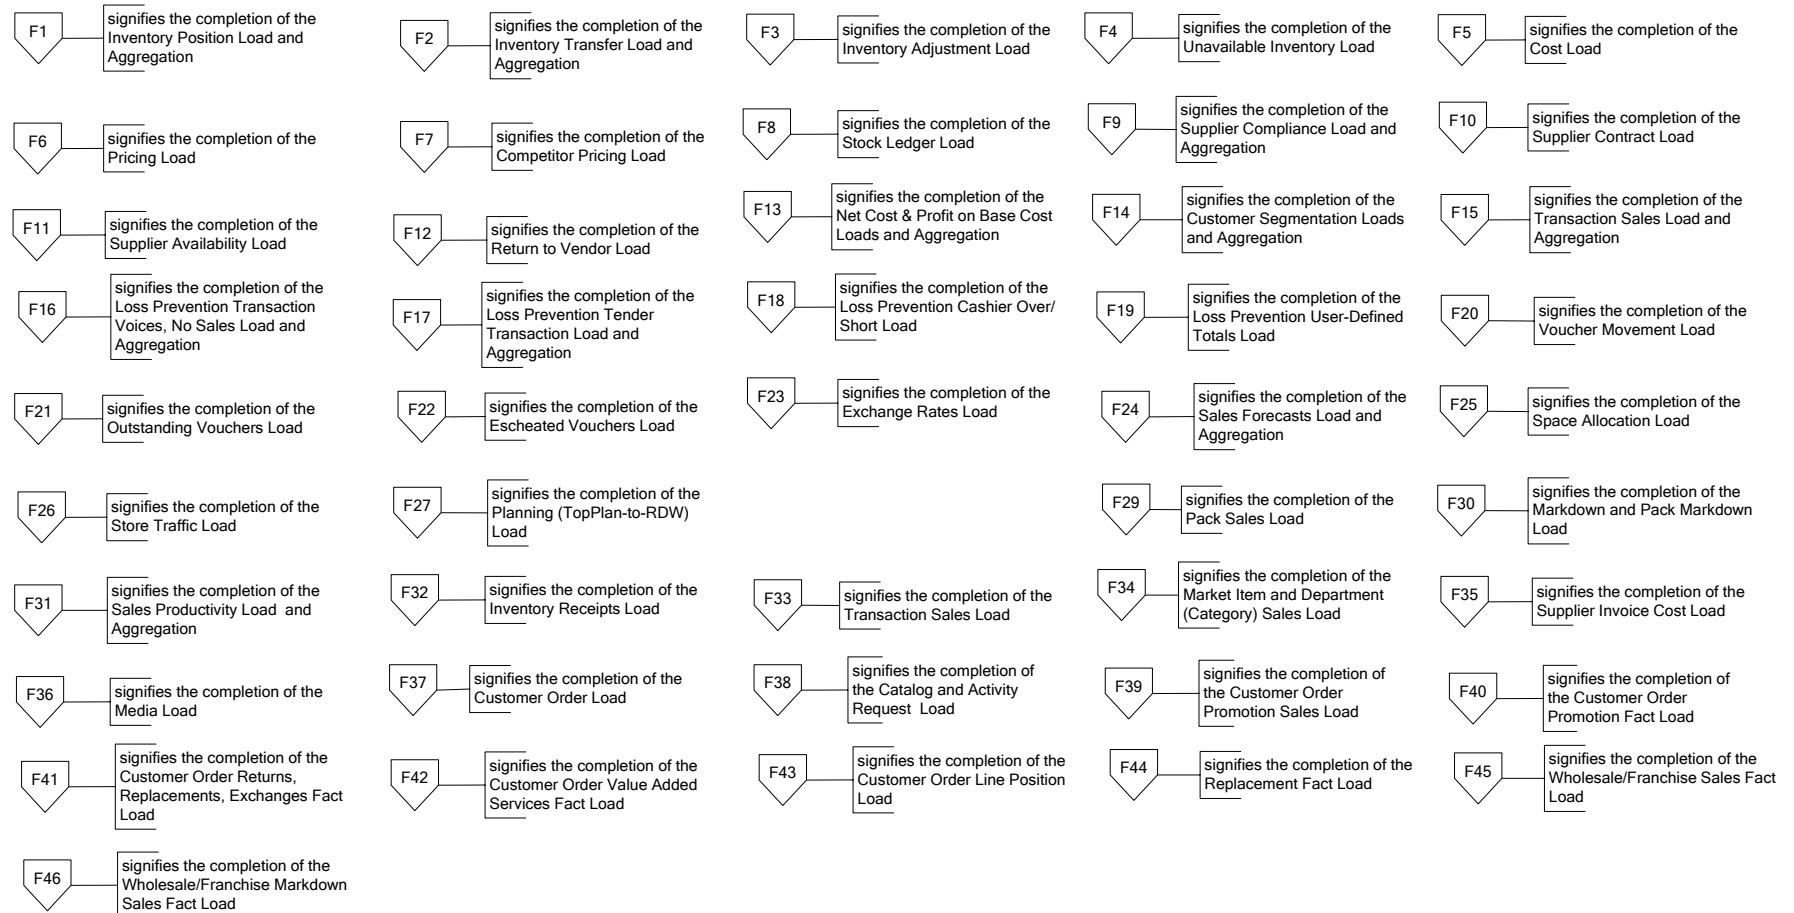 F1
signifies the completion of the
Inventory Position Load and
Aggregation
F2
signifies the completion of the
Inventory Transfer Load and
Aggregation
F3
signifies the completion of the
Inventory Adjustment Load
F4
signifies the completion of the
Unavailable Inventory Load
F5
signifies the completion of the
Cost Load
F6
signifies the completion of the
Pricing Load
F7
signifies the completion of the
Competitor Pricing Load
F8
signifies the completion of the
Stock Ledger Load
F9
signifies the completion of the
Supplier Compliance Load and
Aggregation
F10
signifies the completion of the
Supplier Contract Load
F11
signifies the completion of the
Supplier Availability Load
F12
signifies the completion of the
Return to Vendor Load
F13
signifies the completion of the
Net Cost & Profit on Base Cost
Loads and Aggregation
F14
signifies the completion of the
Customer Segmentation Loads
and Aggregation
F15
signifies the completion of the
Transaction Sales Load and
Aggregation
F16
signifies the completion of the
Loss Prevention Transaction
Voices, No Sales Load and
Aggregation
F17
signifies the completion of the
Loss Prevention Tender
Transaction Load and
Aggregation
F18
signifies the completion of the
Loss Prevention Cashier Over/
Short Load
F19
signifies the completion of the
Loss Prevention User-Defined
Totals Load
F20
signifies the completion of the
Voucher Movement Load
F21
signifies the completion of the
Outstanding Vouchers Load
F22
signifies the completion of the
Escheated Vouchers Load
F23
signifies the completion of the
Exchange Rates Load
F24
signifies the completion of the
Sales Forecasts Load and
Aggregation
F25
signifies the completion of the
Space Allocation Load
F26
signifies the completion of the
Store Traffic Load
F27
signifies the completion of the
Planning (TopPlan-to-RDW)
Load
F29
signifies the completion of the
Pack Sales Load
F30
signifies the completion of the
Markdown and Pack Markdown
Load
F31
signifies the completion of the
Sales Productivity Load and
Aggregation
F32
signifies the completion of the
Inventory Receipts Load
F33
signifies the completion of the
Transaction Sales Load
F34
signifies the completion of the
Market Item and Department
(Category) Sales Load
F35
signifies the completion of the
Supplier Invoice Cost Load
F36
signifies the completion of the
Media Load
F37
signifies the completion of the
Customer Order Load
F38
signifies the completion of
the Catalog and Activity
Request Load
F39
signifies the completion of
the Customer Order
Promotion Sales Load
F40
signifies the completion of
the Customer Order
Promotion Fact Load
F41
signifies the completion of the
Customer Order Returns,
Replacements, Exchanges Fact
Load
F42
signifies the completion of the
Customer Order Value Added
Services Fact Load
F43
signifies the completion of the
Customer Order Line Position
Load
F44
signifies the completion of the
Replacement Fact Load
F45
signifies the completion of the
Wholesale/Franchise Sales Fact
Load
F46
signifies the completion of the
Wholesale/Franchise Markdown
Sales Fact Load